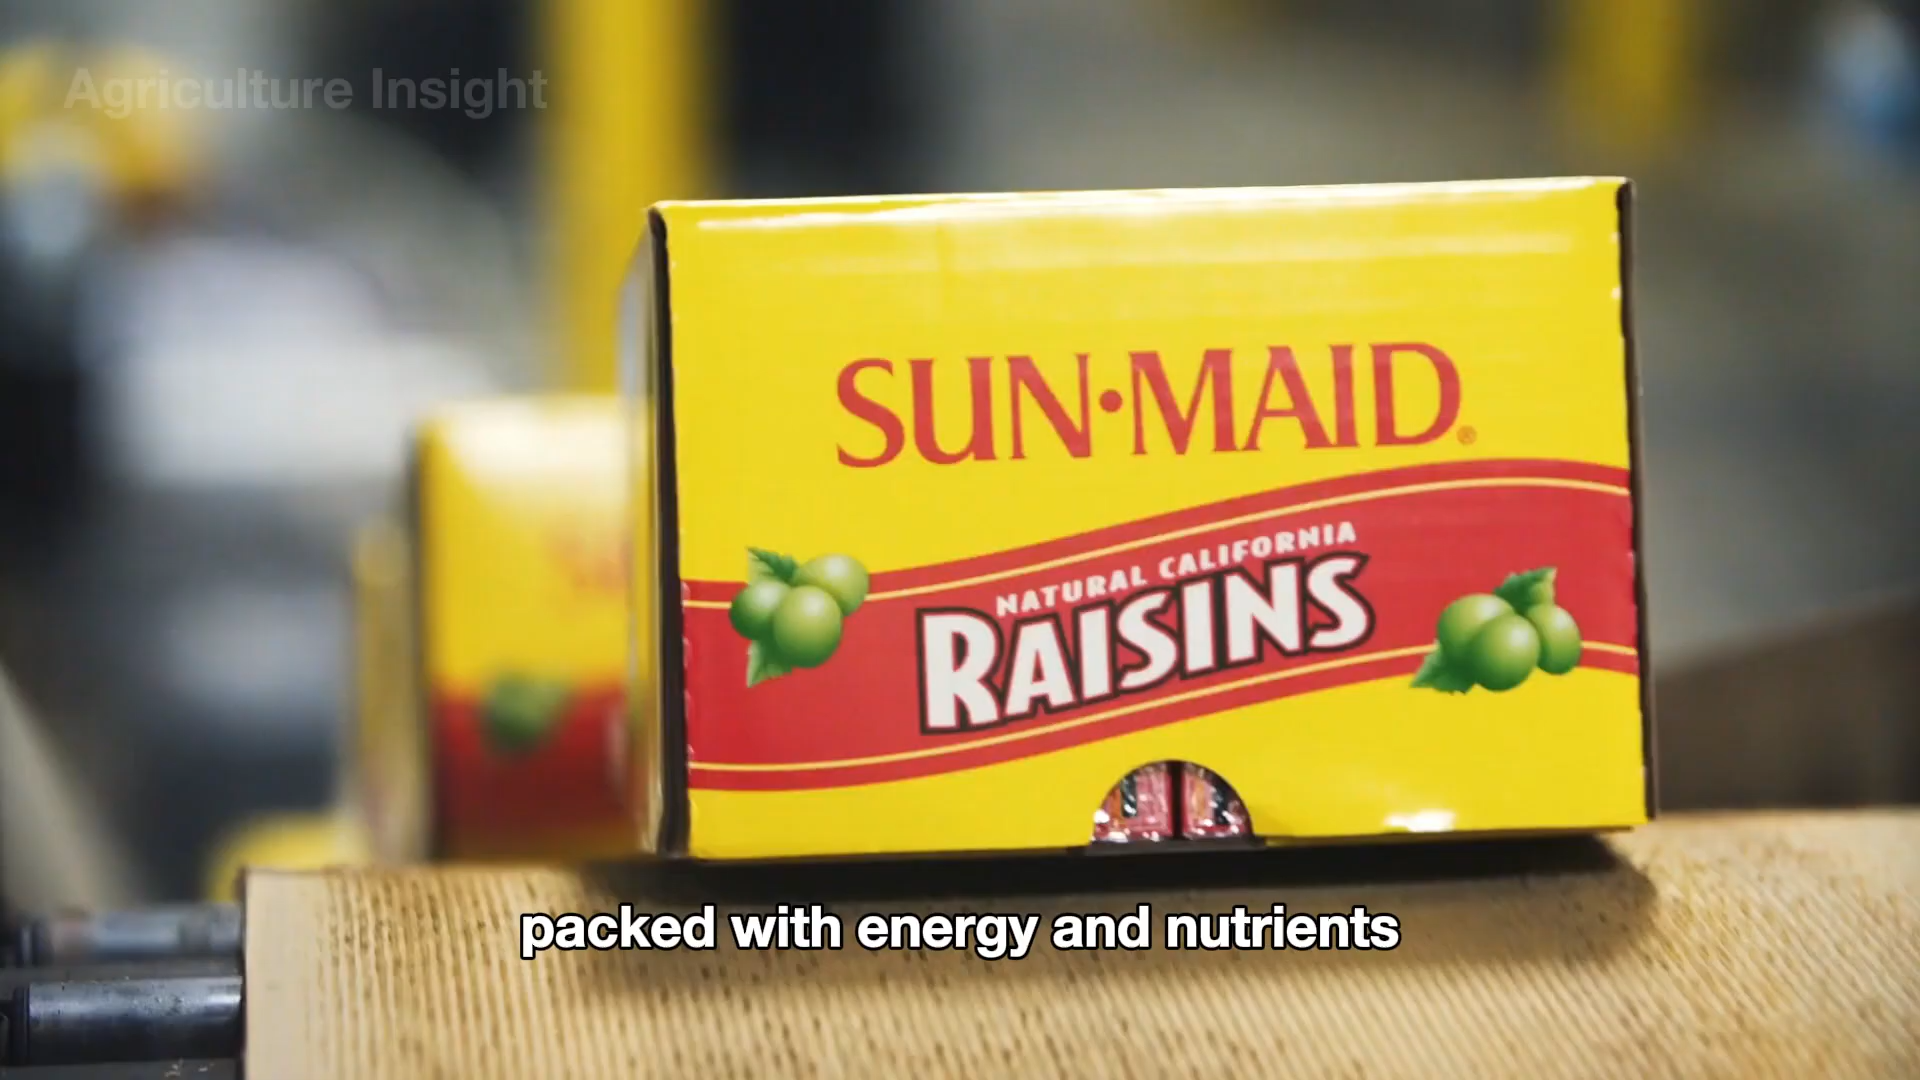 Agriculture Insight
SUN•MAID®
NATURAL CALIFORNIA
RAISINS
packed with energy and nutrients